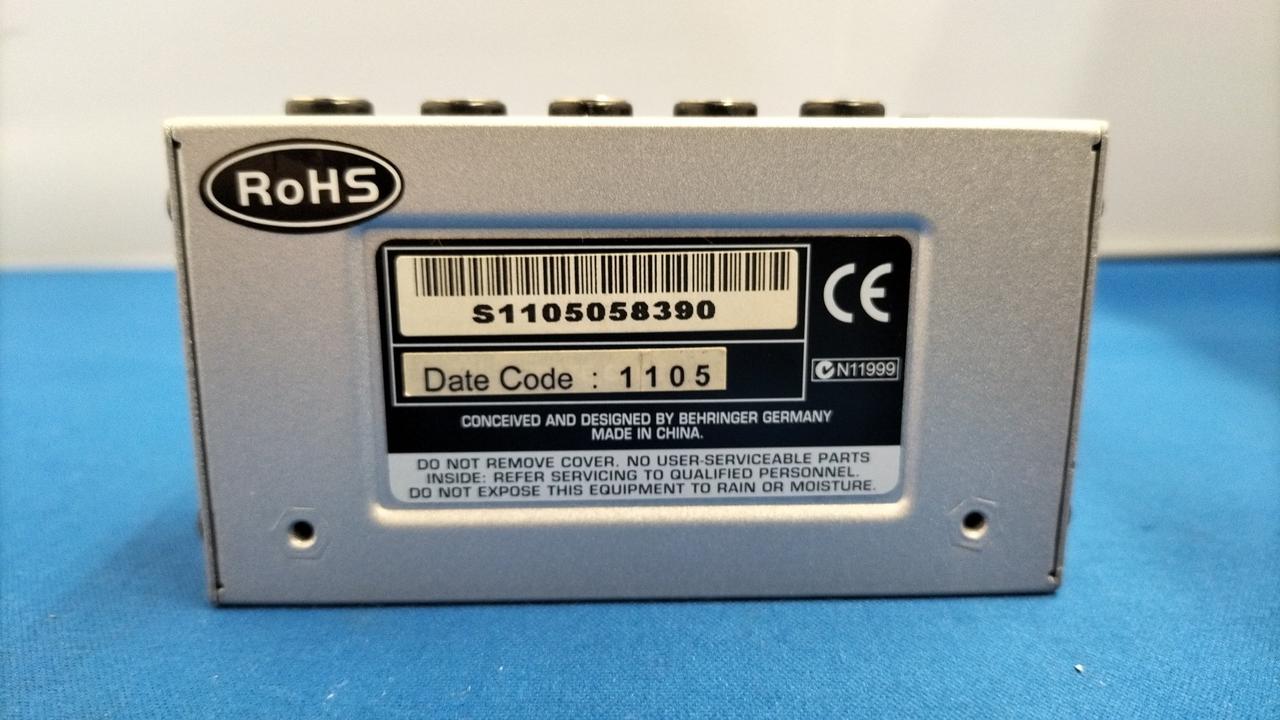 RoHS
S1105058390
CE
Date Code : 1105
N11999
CONCEIVED AND DESIGNED BY BEHRINGER GERMANY
MADE IN CHINA.
DO NOT REMOVE COVER. NO USER-SERVICEABLE PARTS
INSIDE: REFER SERVICING TO QUALIFIED PERSONNEL.
DO NOT EXPOSE THIS EQUIPMENT TO RAIN OR MOISTURE.